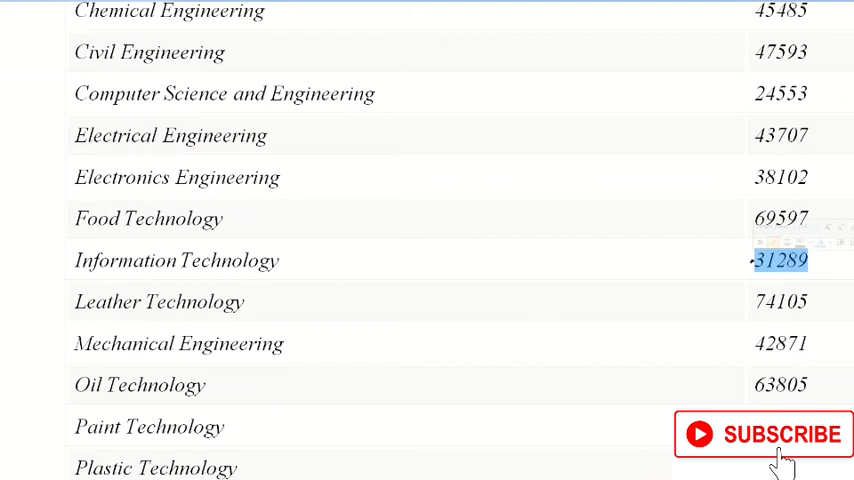 Chemical Engineering 45485
Civil Engineering 47593
Computer Science and Engineering 24553
Electrical Engineering 43707
Electronics Engineering 38102
Food Technology 69597
Information Technology 31289
Leather Technology 74105
Mechanical Engineering 42871
Oil Technology 63805
Paint Technology
SUBSCRIBE
Plastic Technology